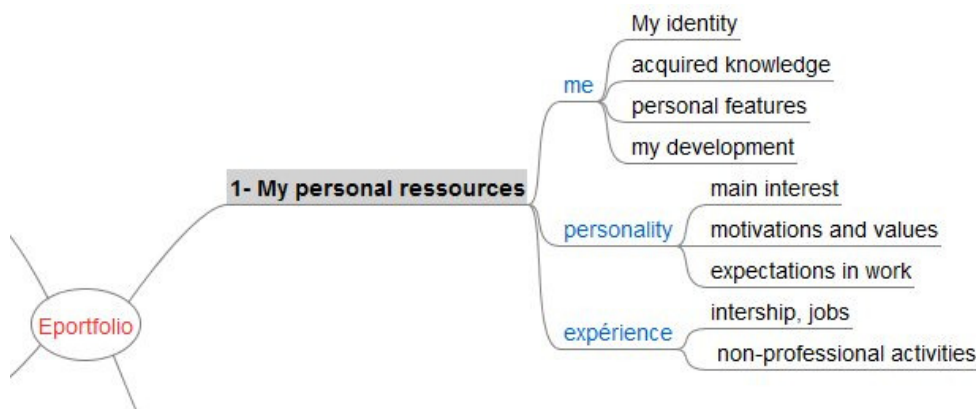 My identity
acquired knowledge
me
personal features
my development
1- My personal ressources
main interest
personality
motivations and values
expectations in work
intership, jobs
Eportfolio
expérience
non-professional activities